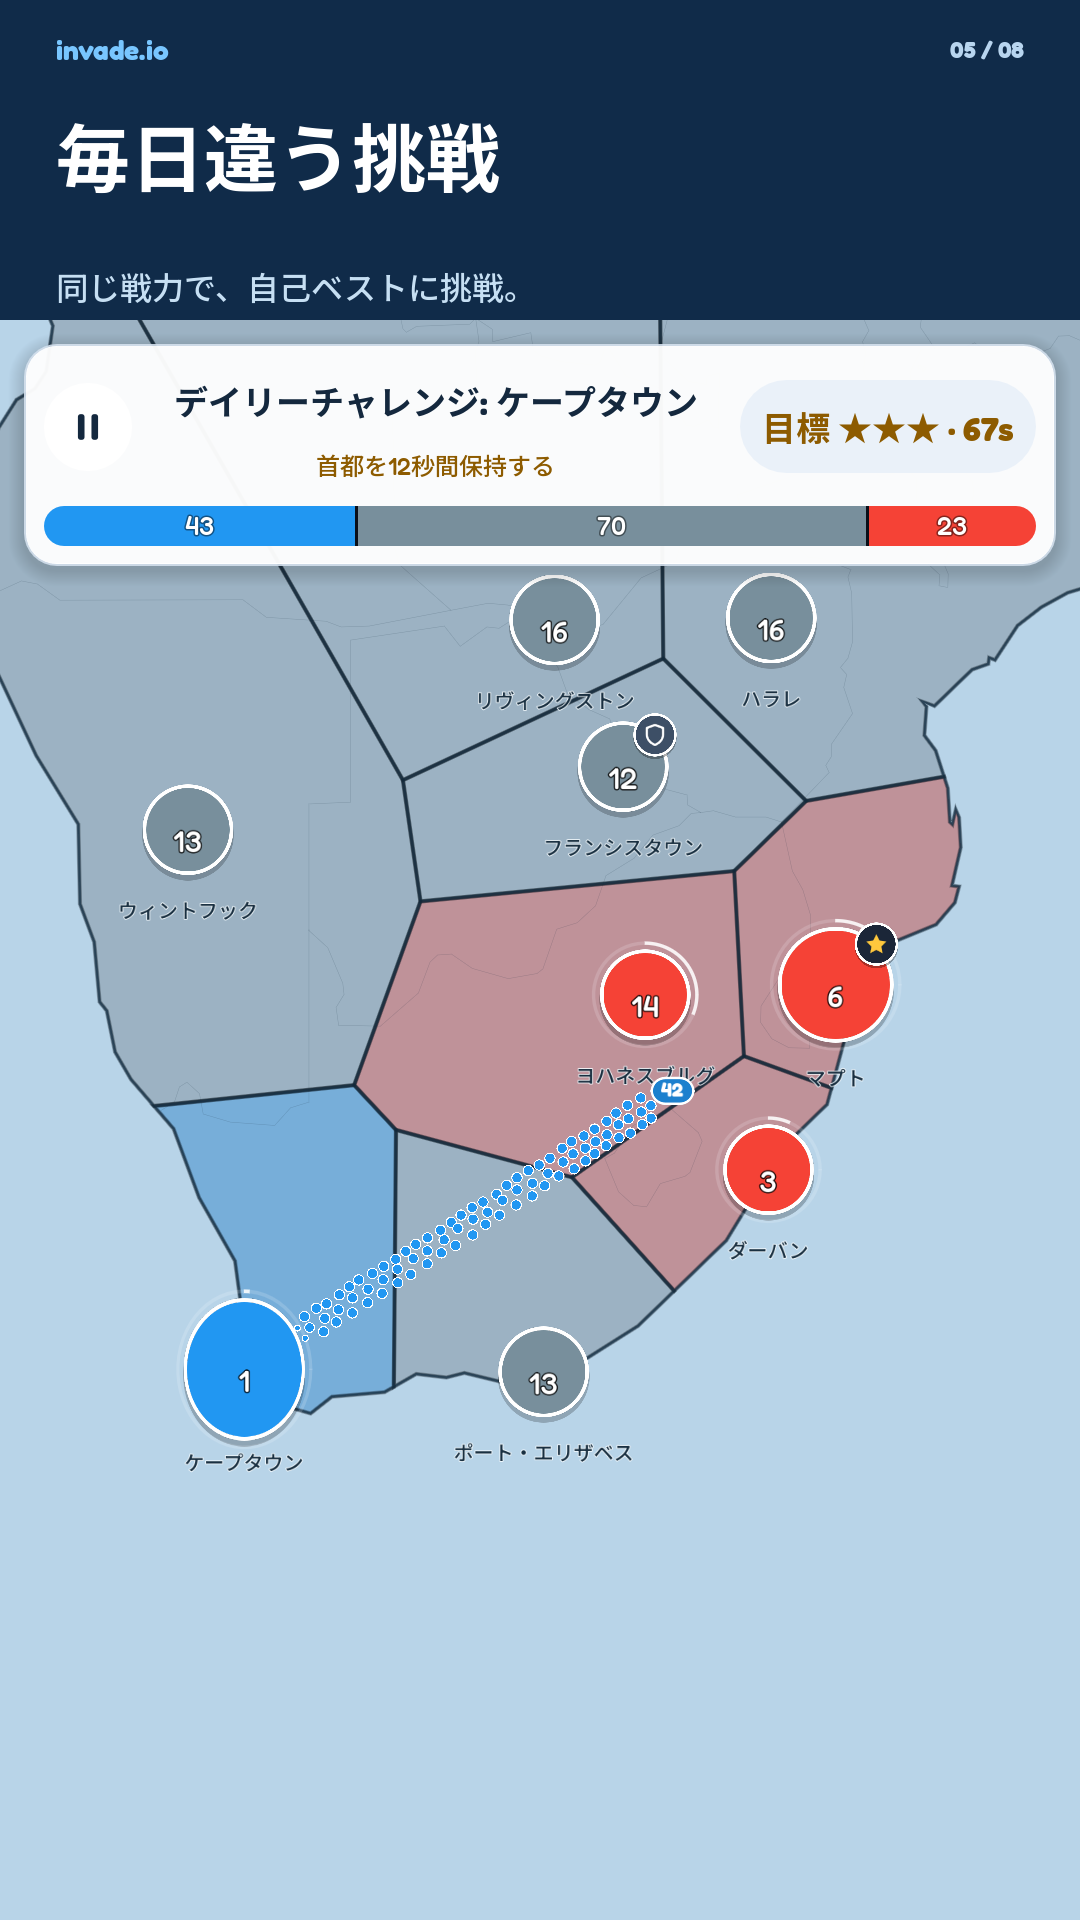 invade.io
05 / 08
毎日違う挑戦
同じ戦力で、自己ベストに挑戦。
デイリーチャレンジ: ケープタウン
目標 ★★★ · 67s
首都を12秒間保持する
43
70
23
16
16
リヴィングストン
ハラレ
12
フランシスタウン
13
ウィントフック
14
6
ヨハネスブルグ
マプト
42
3
ダーバン
1
13
ケープタウン
ポート・エリザベス